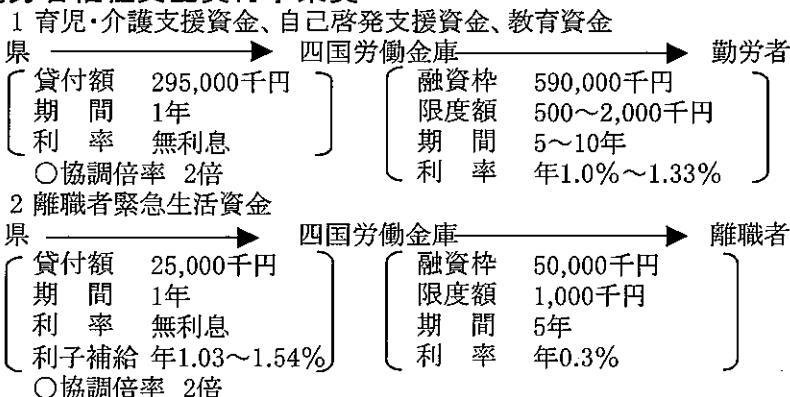 1 育児・介護支援資金、自己啓発支援資金、教育資金
県 四国労働金庫 勤労者
貸付額 295,000千円 融資枠 590,000千円
期 間 1年 限度額 500～2,000千円
利 率 無利息 期 間 5～10年
○協調倍率 2倍 利 率 年1.0%～1.33%
2 離職者緊急生活資金
県 四国労働金庫 離職者
貸付額 25,000千円 融資枠 50,000千円
期 間 1年 限度額 1,000千円
利 率 無利息 期 間 5年
利子補給 年1.03～1.54% 利 率 年0.3%
○協調倍率 2倍